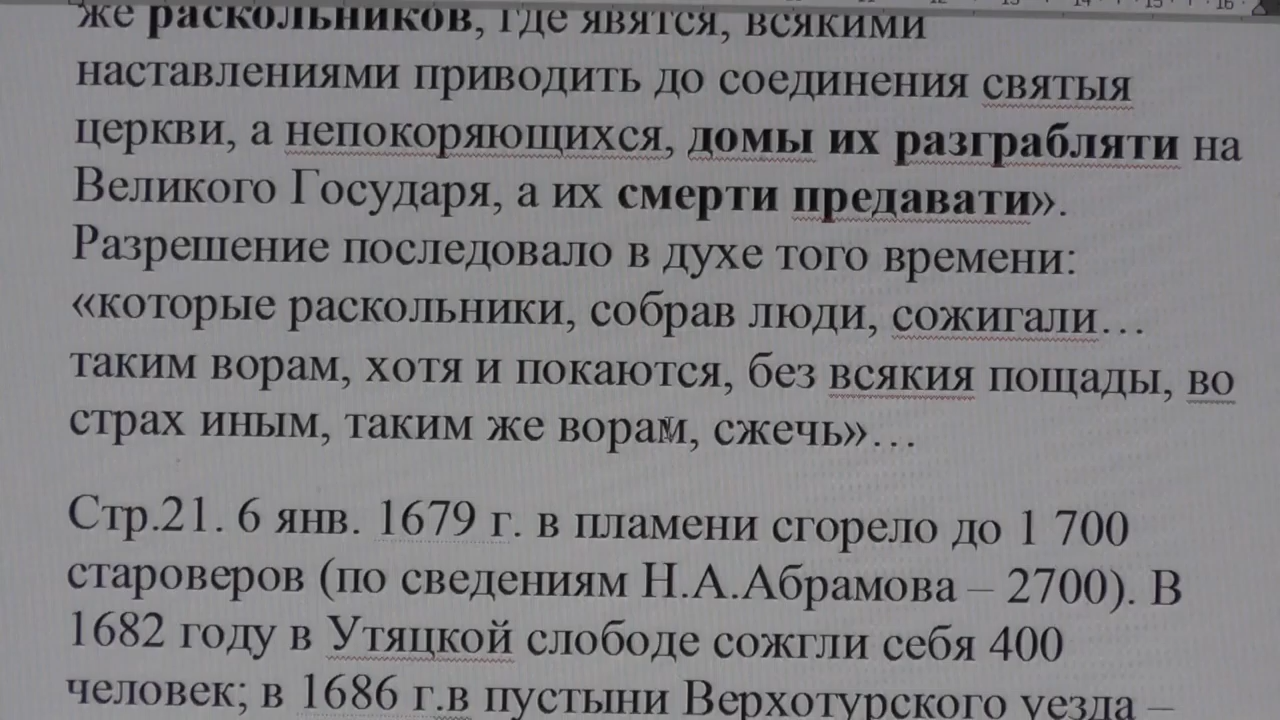 же раскольников, где явятся, всякими
наставлениями приводить до соединения святыя
церкви, а непокоряющихся, домы их разграбляти на
Великого Государя, а их смерти предавати».
Разрешение последовало в духе того времени:
«которые раскольники, собрав люди, сожигали…
таким ворам, хотя и покаются, без всякия пощады, во
страх иным, таким же ворам, сжечь»…
Стр.21. 6 янв. 1679 г. в пламени сгорело до 1 700
староверов (по сведениям Н.А.Абрамова – 2700). В
1682 году в Утяцкой слободе сожгли себя 400
человек; в 1686 г.в пустыни Верхотурского уезда –